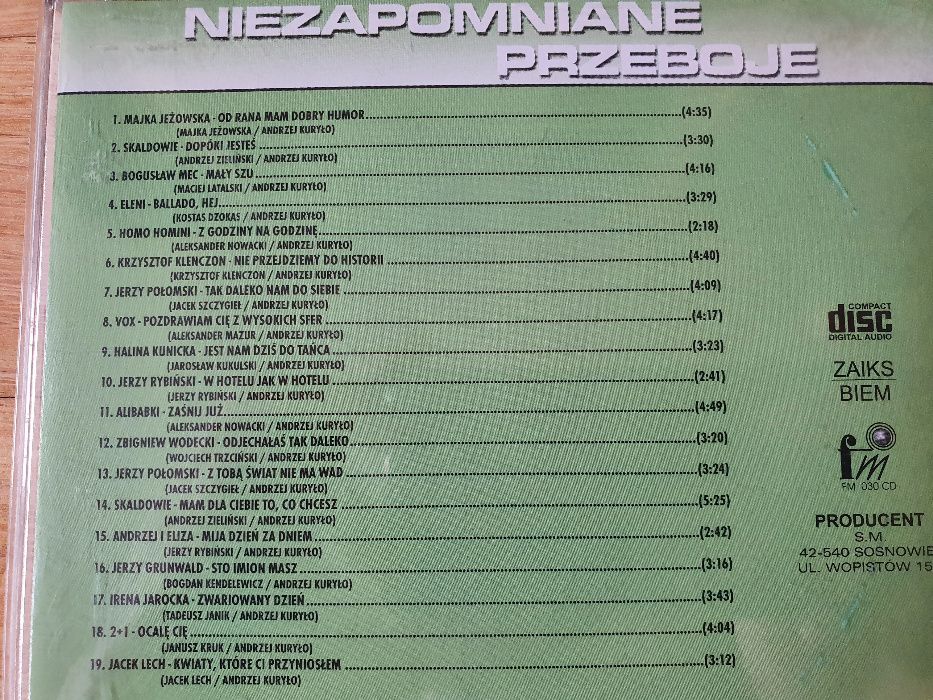 NIEZAPOMNIANE
PRZEBOJE
1. MAJKA JEŻOWSKA - OD RANA MAM DOBRY HUMOR (4:35)
(MAJKA JEŻOWSKA / ANDRZEJ KURYŁO)
2. SKALDOWIE - DOPÓKI JESTEŚ (3:30)
(ANDRZEJ ZIELIŃSKI / ANDRZEJ KURYŁO)
3. BOGUSŁAW MEC - MAŁY SZU (4:16)
(MACIEJ LATALSKI / ANDRZEJ KURYŁO)
4. ELENI - BALLADO, HEJ (3:29)
(KOSTAS DZOKAS / ANDRZEJ KURYŁO)
5. HOMO HOMINI - Z GODZINY NA GODZINĘ (2:18)
(ALEKSANDER NOWACKI / ANDRZEJ KURYŁO)
6. KRZYSZTOF KLENCZON - NIE PRZEJDZIEMY DO HISTORII (4:40)
(KRZYSZTOF KLENCZON / ANDRZEJ KURYŁO)
7. JERZY POŁOMSKI - TAK DALEKO NAM DO SIEBIE (4:09)
(JACEK SZCZYGIEŁ / ANDRZEJ KURYŁO)
8. VOX - POZDRAWIAM CIĘ Z WYSOKICH SFER (4:17)
(ALEKSANDER MAZUR / ANDRZEJ KURYŁO)
9. HALINA KUNICKA - JEST NAM DZIŚ DO TAŃCA (3:23)
(JAROSŁAW KUKULSKI / ANDRZEJ KURYŁO)
10. JERZY RYBIŃSKI - W HOTELU JAK W HOTELU (2:41)
(JERZY RYBIŃSKI / ANDRZEJ KURYŁO)
11. ALIBABKI - ZAŚNIJ JUŻ (4:49)
(ALEKSANDER NOWACKI / ANDRZEJ KURYŁO)
12. ZBIGNIEW WODECKI - ODJECHAŁAŚ TAK DALEKO (3:20)
(WOJCIECH TRZCIŃSKI / ANDRZEJ KURYŁO)
13. JERZY POŁOMSKI - Z TOBĄ ŚWIAT NIE MA WAD (3:24)
(JACEK SZCZYGIEŁ / ANDRZEJ KURYŁO)
14. SKALDOWIE - MAM DLA CIEBIE TO, CO CHCESZ (5:25)
(ANDRZEJ ZIELIŃSKI / ANDRZEJ KURYŁO)
15. ANDRZEJ I ELIZA - MIJA DZIEŃ ZA DNIEM (2:42)
(JERZY RYBIŃSKI / ANDRZEJ KURYŁO)
16. JERZY GRUNWALD - STO IMION MASZ (3:16)
(BOGDAN KENDELEWICZ / ANDRZEJ KURYŁO)
17. IRENA JAROCKA - ZWARIOWANY DZIEŃ (3:43)
(TADEUSZ JANIK / ANDRZEJ KURYŁO)
18. 2+1 - OCALĘ CIĘ (4:04)
(JANUSZ KRUK / ANDRZEJ KURYŁO)
19. JACEK LECH - KWIATY, KTÓRE CI PRZYNIOSŁEM (3:12)
(JACEK LECH / ANDRZEJ KURYŁO)
COMPACT
disc
DIGITAL AUDIO
ZAIKS
BIEM
fm
FM 030 CD
PRODUCENT
S.M.
42-540 SOSNOWIE
UL. WOPISTÓW 15